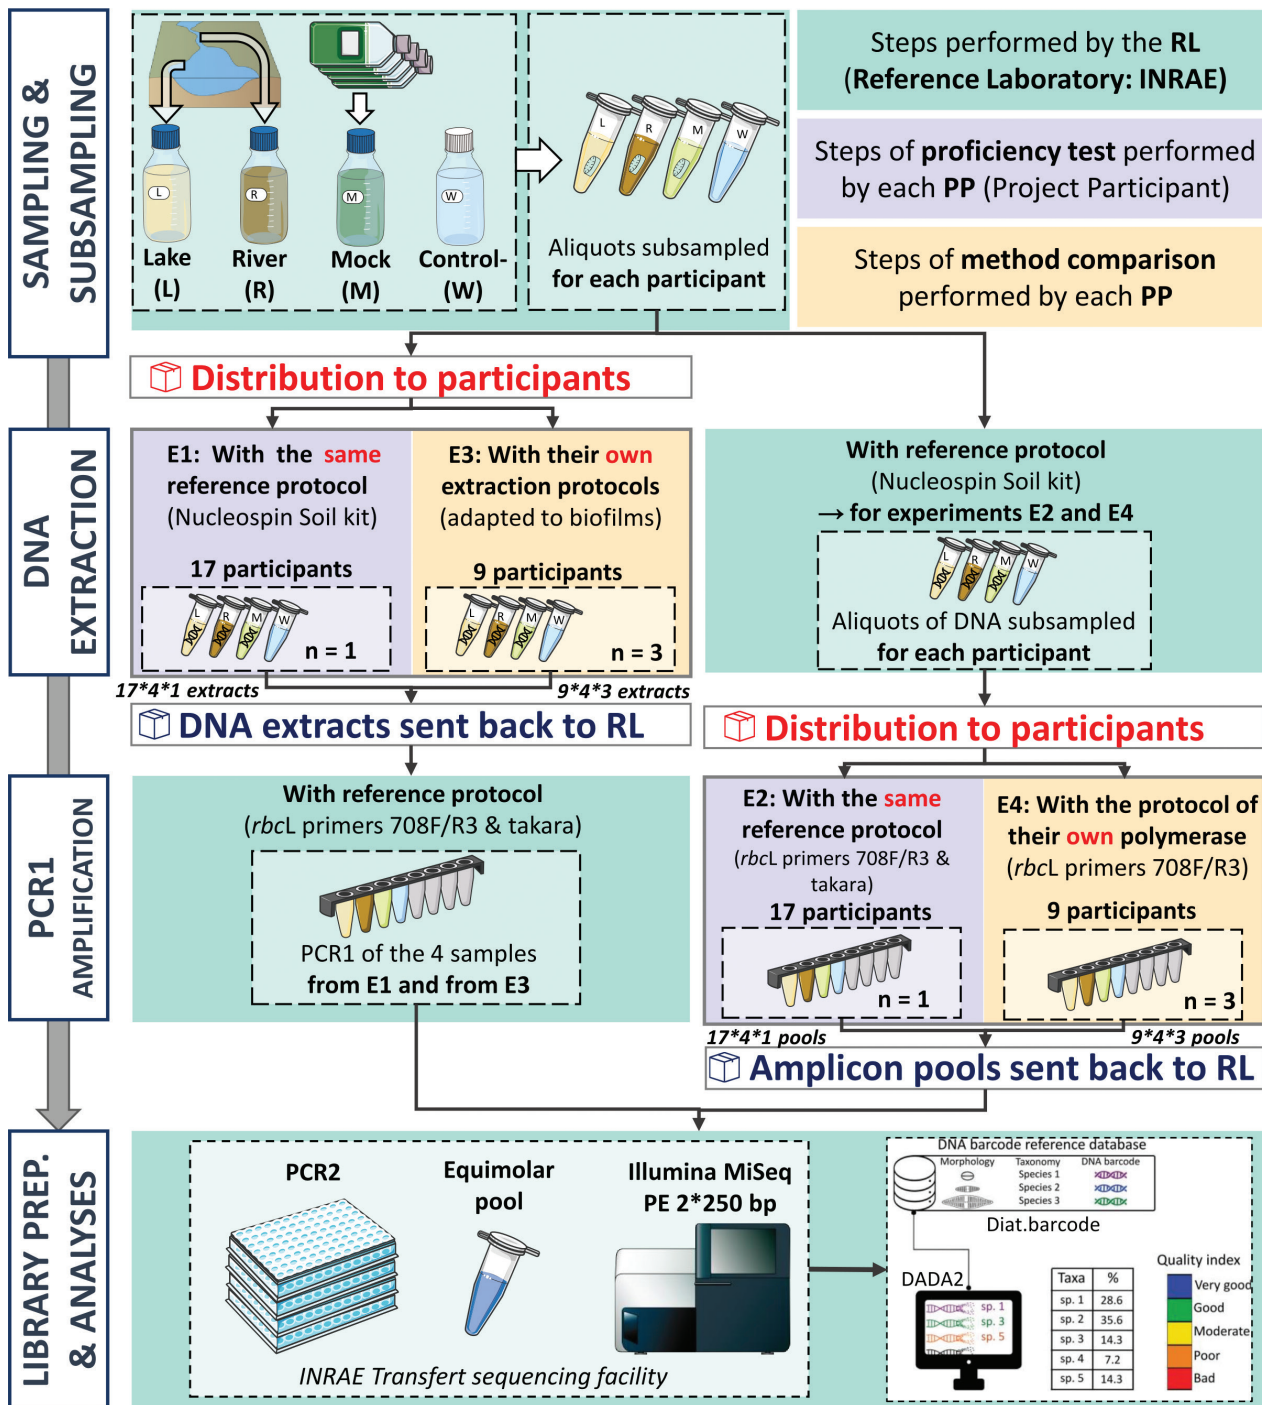 SAMPLING &
SUBSAMPLING
L
R
M
W
Lake
(L)
River
(R)
Mock
(M)
Control-
(W)
L
R
M
W
Aliquots subsampled
for each participant
Steps performed by the RL
(Reference Laboratory: INRAE)
Steps of proficiency test performed
by each PP (Project Participant)
Steps of method comparison
performed by each PP
Distribution to participants
DNA
EXTRACTION
E1: With the same
reference protocol
(Nucleospin Soil kit)
17 participants
L
R
M
W
n = 1
E3: With their own
extraction protocols
(adapted to biofilms)
9 participants
L
R
M
W
n = 3
With reference protocol
(Nucleospin Soil kit)
→ for experiments E2 and E4
L
R
M
W
Aliquots of DNA subsampled
for each participant
17*4*1 extracts
9*4*3 extracts
DNA extracts sent back to RL
Distribution to participants
PCR1
AMPLIFICATION
With reference protocol
(rbcL primers 708F/R3 & takara)
PCR1 of the 4 samples
from E1 and from E3
E2: With the same
reference protocol
(rbcL primers 708F/R3 &
takara)
17 participants
n = 1
E4: With the protocol of
their own polymerase
(rbcL primers 708F/R3)
9 participants
n = 3
17*4*1 pools
9*4*3 pools
Amplicon pools sent back to RL
LIBRARY PREP.
& ANALYSES
PCR2
Equimolar
pool
Illumina MiSeq
PE 2*250 bp
INRAE Transfert sequencing facility
DNA barcode reference database
Morphology Taxonomy DNA barcode
Species 1
Species 2
Species 3
Diat.barcode
DADA2
sp. 1
sp. 3
sp. 5
Taxa %
sp. 1 28.6
sp. 2 35.6
sp. 3 14.3
sp. 4 7.2
sp. 5 14.3
Quality index
Very good
Good
Moderate
Poor
Bad